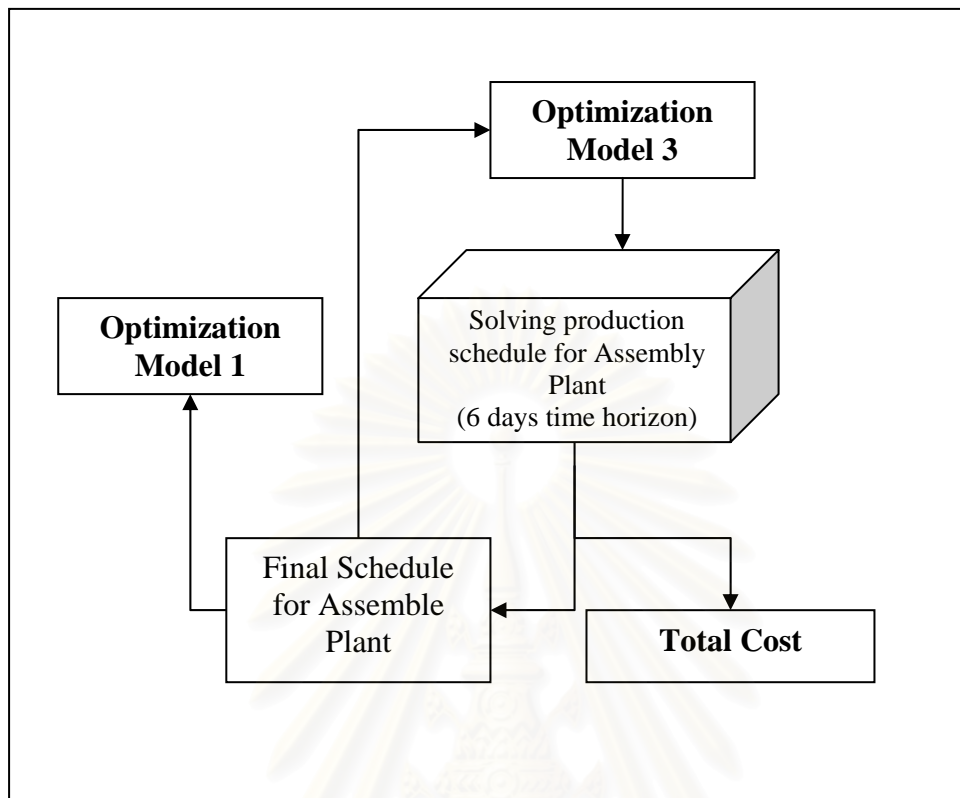 Optimization
Model 3
Solving production
schedule for Assembly
Plant
(6 days time horizon)
Optimization
Model 1
Final Schedule
for Assemble
Plant
Total Cost